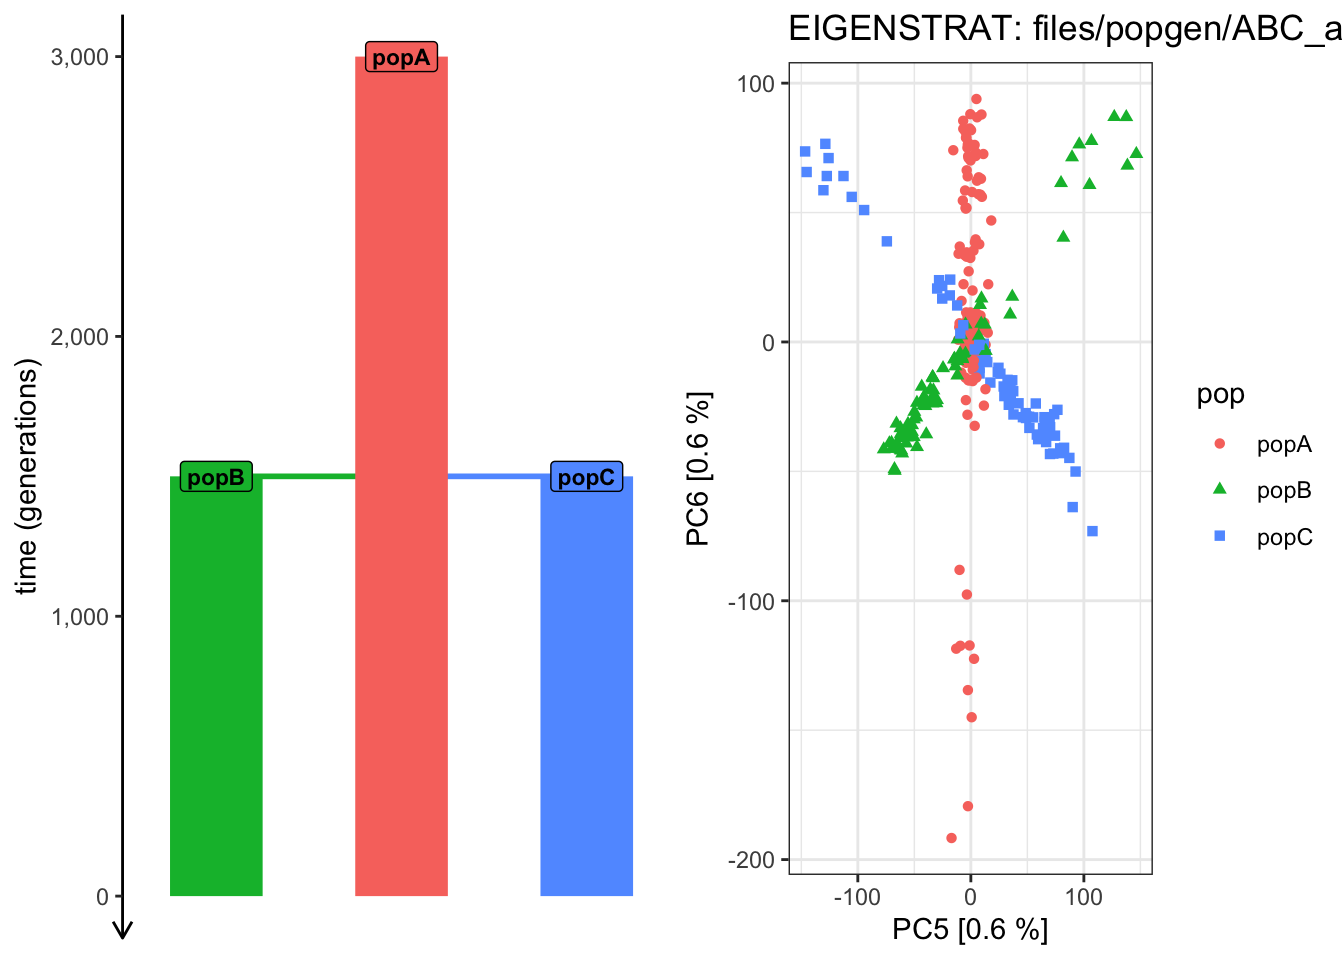 3,000
2,000
1,000
0
time (generations)
popA
popB
popC
EIGENSTRAT: files/popgen/ABC_a
100
0
-100
-200
PC6 [0.6 %]
-100
0
100
PC5 [0.6 %]
pop
popA
popB
popC